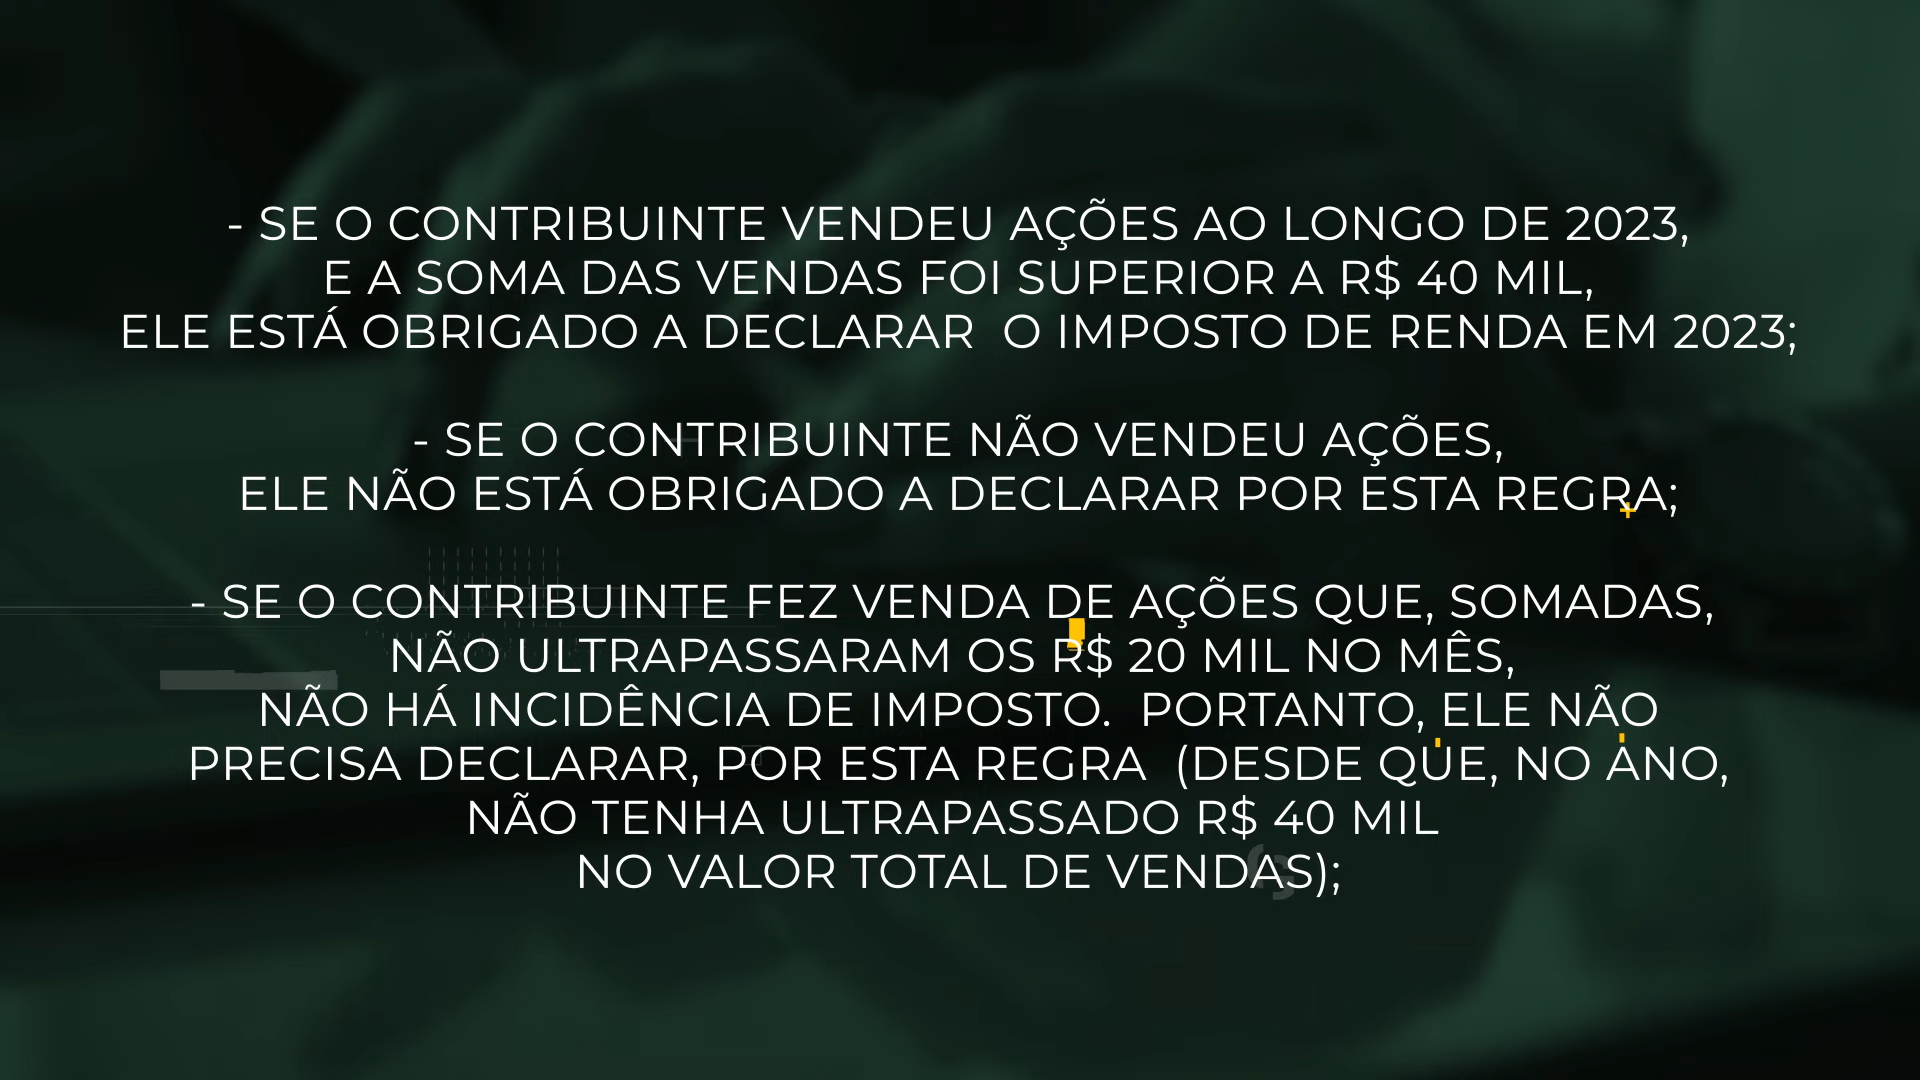 - SE O CONTRIBUINTE VENDEU AÇÕES AO LONGO DE 2023,
E A SOMA DAS VENDAS FOI SUPERIOR A R$ 40 MIL,
ELE ESTÁ OBRIGADO A DECLARAR  O IMPOSTO DE RENDA EM 2023;
- SE O CONTRIBUINTE NÃO VENDEU AÇÕES,
ELE NÃO ESTÁ OBRIGADO A DECLARAR POR ESTA REGRA;
- SE O CONTRIBUINTE FEZ VENDA DE AÇÕES QUE, SOMADAS,
NÃO ULTRAPASSARAM OS R$ 20 MIL NO MÊS,
NÃO HÁ INCIDÊNCIA DE IMPOSTO.  PORTANTO, ELE NÃO
PRECISA DECLARAR, POR ESTA REGRA  (DESDE QUE, NO ANO,
NÃO TENHA ULTRAPASSADO R$ 40 MIL
NO VALOR TOTAL DE VENDAS);